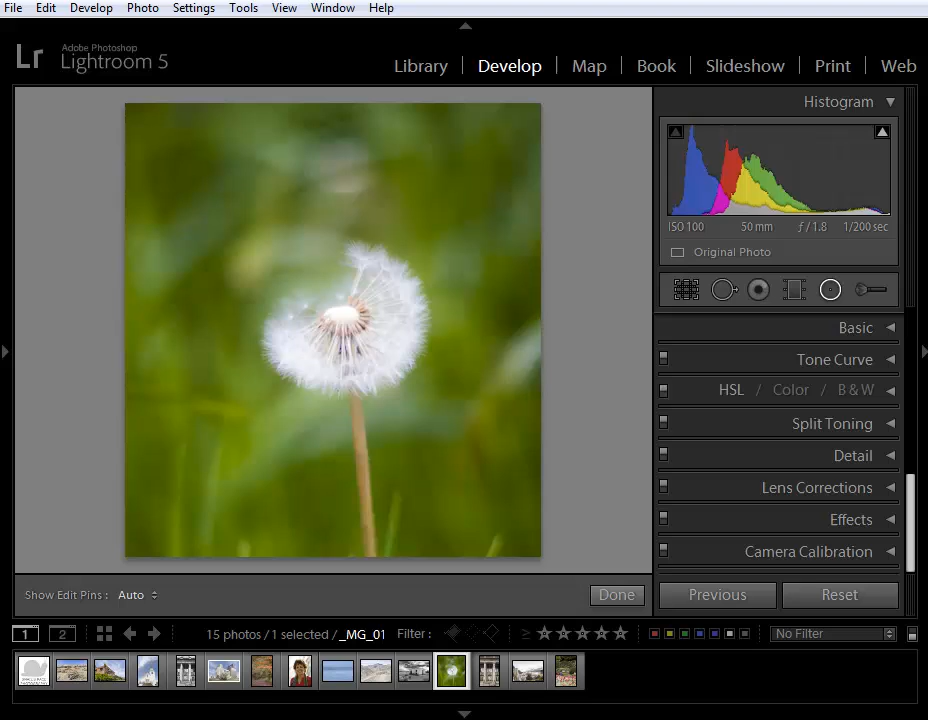 File Edit Develop Photo Settings Tools View Window Help
Lr Adobe Photoshop
Lightroom 5
Library Develop Map Book Slideshow Print Web
Histogram
ISO 100 50 mm ƒ / 1.8 1/200 sec
Original Photo
Basic
Tone Curve
HSL / Color / B & W
Split Toning
Detail
Lens Corrections
Effects
Camera Calibration
Show Edit Pins : Auto Done Previous Reset
1 2 15 photos / 1 selected / _MG_01 Filter : No Filter